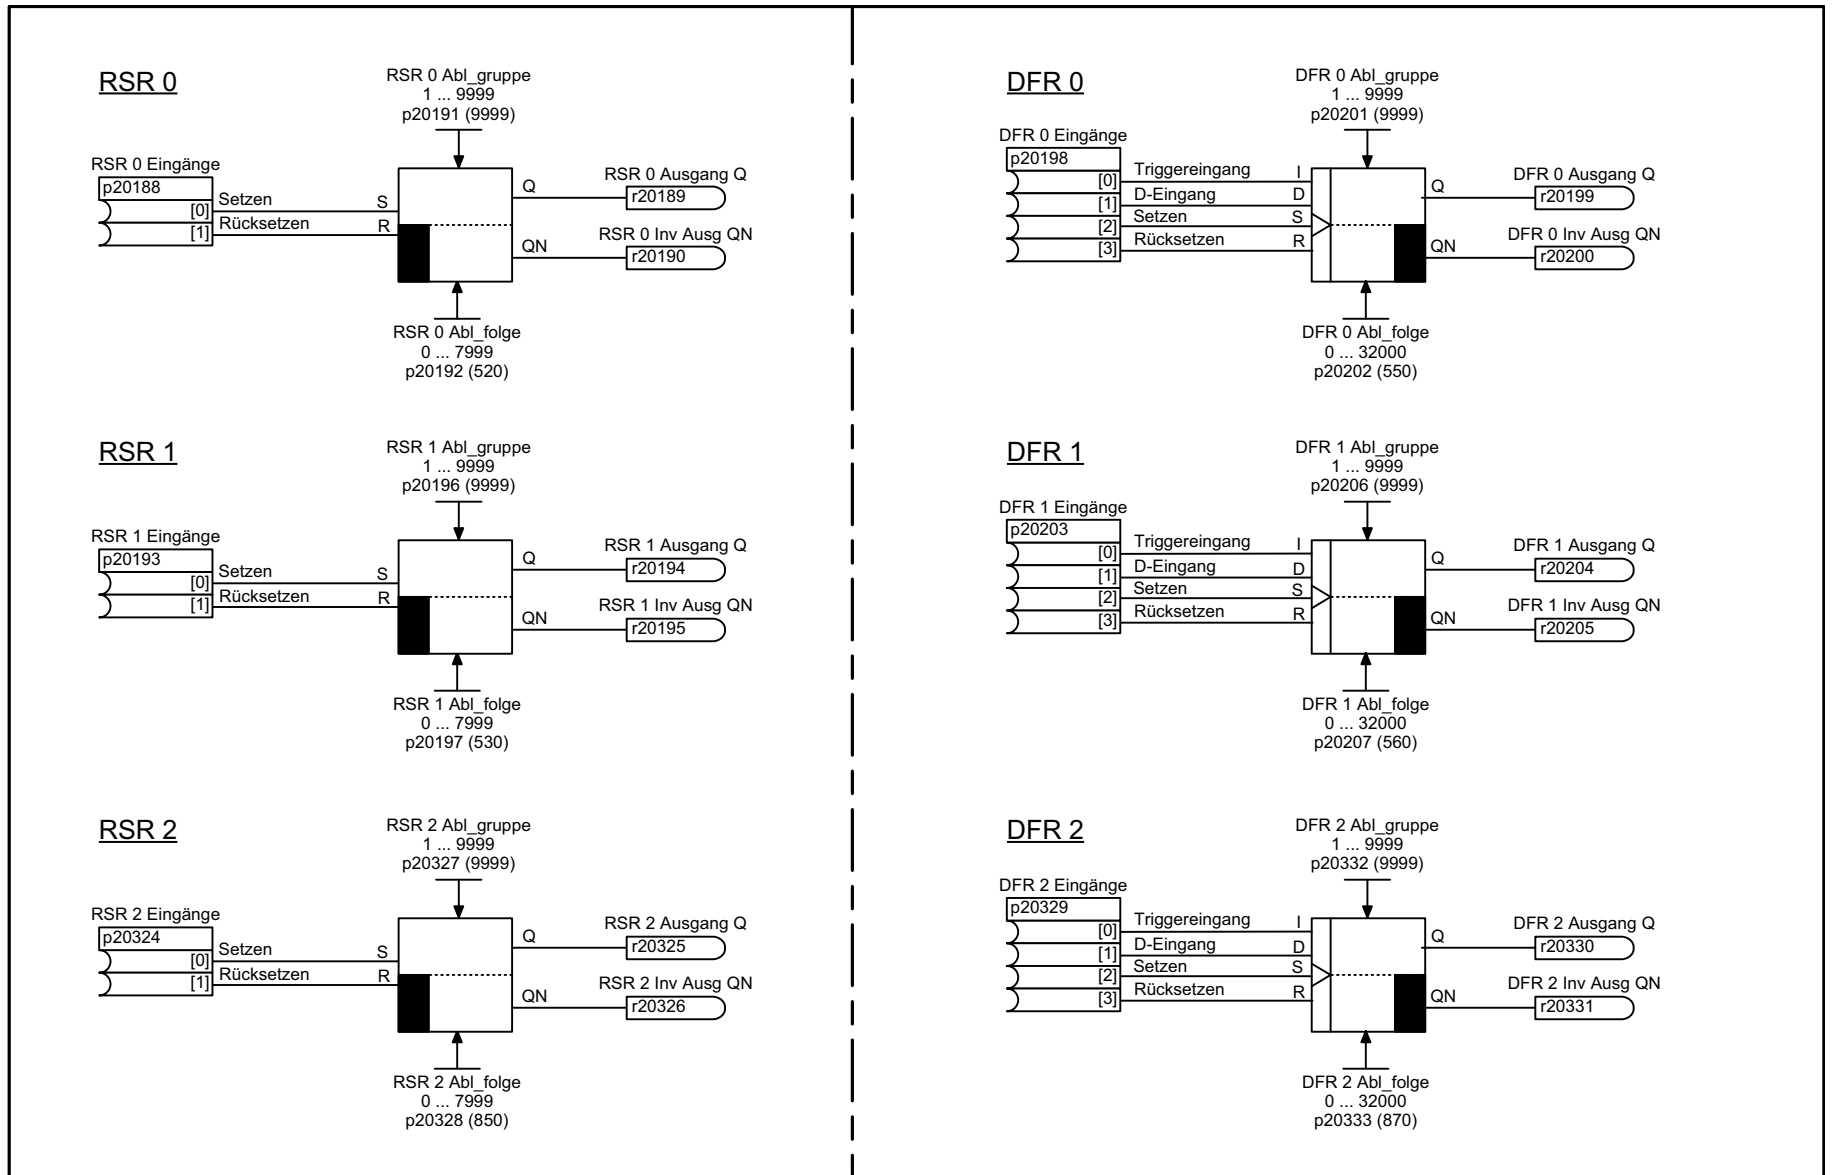 RSR 0
RSR 0 Abl_gruppe
1 ... 9999
p20191 (9999)
RSR 0 Eingänge
p20188
[0]
[1]
Setzen
Rücksetzen
S
R
Q
QN
RSR 0 Ausgang Q
r20189
RSR 0 Inv Ausg QN
r20190
RSR 0 Abl_folge
0 ... 7999
p20192 (520)
RSR 1
RSR 1 Abl_gruppe
1 ... 9999
p20196 (9999)
RSR 1 Eingänge
p20193
[0]
[1]
Setzen
Rücksetzen
S
R
Q
QN
RSR 1 Ausgang Q
r20194
RSR 1 Inv Ausg QN
r20195
RSR 1 Abl_folge
0 ... 7999
p20197 (530)
RSR 2
RSR 2 Abl_gruppe
1 ... 9999
p20327 (9999)
RSR 2 Eingänge
p20324
[0]
[1]
Setzen
Rücksetzen
S
R
Q
QN
RSR 2 Ausgang Q
r20325
RSR 2 Inv Ausg QN
r20326
RSR 2 Abl_folge
0 ... 7999
p20328 (850)
DFR 0
DFR 0 Abl_gruppe
1 ... 9999
p20201 (9999)
DFR 0 Eingänge
p20198
[0]
[1]
[2]
[3]
Triggereingang
D-Eingang
Setzen
Rücksetzen
I
D
S
R
Q
QN
DFR 0 Ausgang Q
r20199
DFR 0 Inv Ausg QN
r20200
DFR 0 Abl_folge
0 ... 32000
p20202 (550)
DFR 1
DFR 1 Abl_gruppe
1 ... 9999
p20206 (9999)
DFR 1 Eingänge
p20203
[0]
[1]
[2]
[3]
Triggereingang
D-Eingang
Setzen
Rücksetzen
I
D
S
R
Q
QN
DFR 1 Ausgang Q
r20204
DFR 1 Inv Ausg QN
r20205
DFR 1 Abl_folge
0 ... 32000
p20207 (560)
DFR 2
DFR 2 Abl_gruppe
1 ... 9999
p20332 (9999)
DFR 2 Eingänge
p20329
[0]
[1]
[2]
[3]
Triggereingang
D-Eingang
Setzen
Rücksetzen
I
D
S
R
Q
QN
DFR 2 Ausgang Q
r20330
DFR 2 Inv Ausg QN
r20331
DFR 2 Abl_folge
0 ... 32000
p20333 (870)